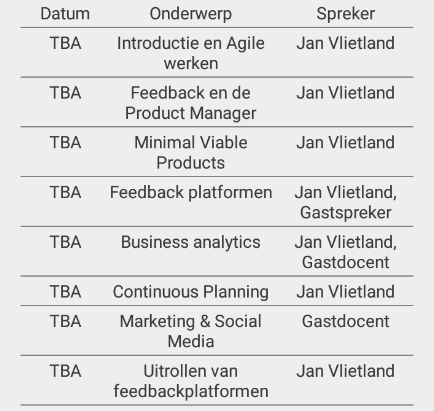 Datum Onderwerp Spreker
TBA Introductie en Agile Jan Vlietland
werken
TBA Feedback en de Jan Vlietland
Product Manager
TBA Minimal Viable Jan Vlietland
Products
TBA Feedback platformen Jan Vlietland,
Gastspreker
TBA Business analytics Jan Vlietland,
Gastdocent
TBA Continuous Planning Jan Vlietland
TBA Marketing & Social Gastdocent
Media
TBA Uitrollen van Jan Vlietland
feedbackplatformen